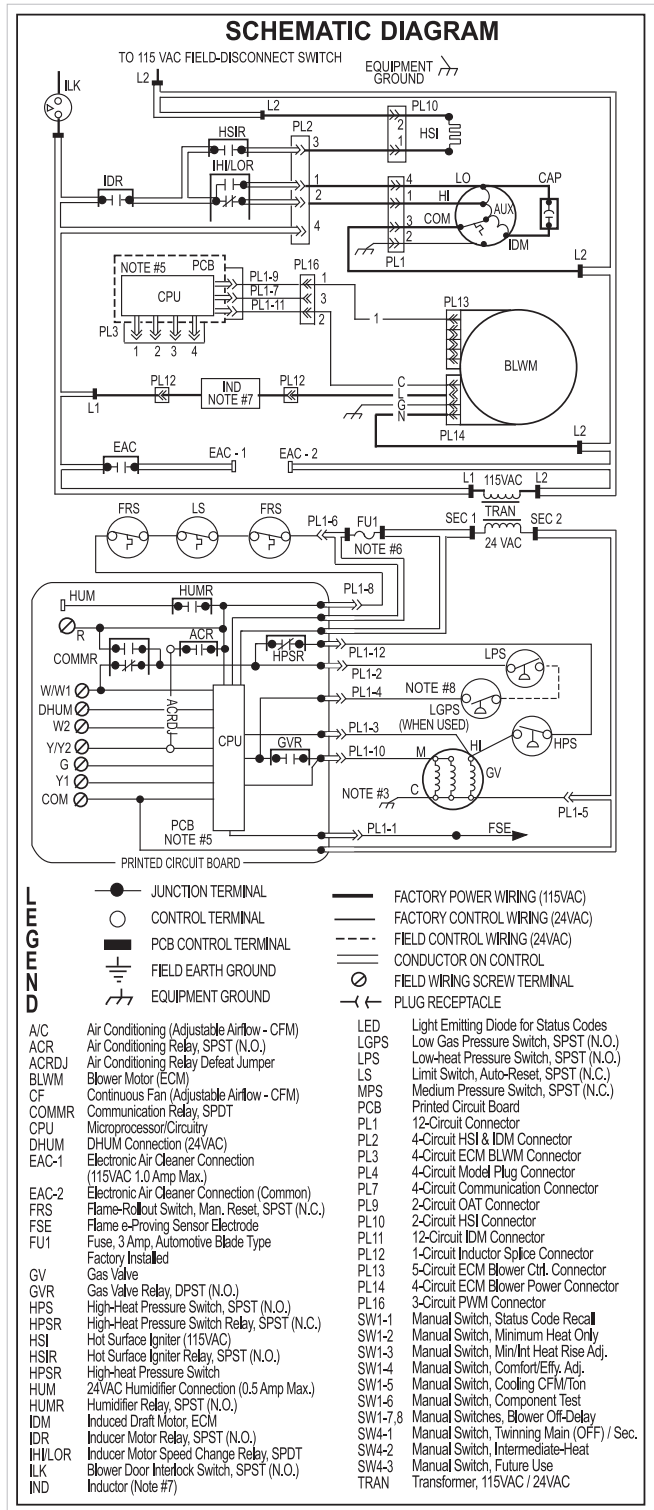 SCHEMATIC DIAGRAM
TO 115 VAC FIELD-DISCONNECT SWITCH
EQUIPMENT
GROUND
L2
ILK
L2
PL10
PL2
2
HSI
HSIR
3
1
IHI/LOR
IDR
1
2
4
4
LO
CAP
1
HI
AUX
COM
3
2
IDM
PL1
L2
NOTE #5
PCB
CPU
PL1-9
PL1-7
PL1-11
PL16
1
3
2
PL3
1 2 3 4
PL13
1
BLWM
PL12
IND
NOTE #7
PL12
L1
C
L
G
N
PL14
L2
EAC
EAC - 1
EAC - 2
L1
115VAC
L2
TRAN
FRS
LS
FRS
PL1-6
FU1
NOTE #6
SEC 1
SEC 2
24 VAC
PL1-8
HUM
HUMR
R
ACR
COMMR
HPSR
PL1-12
LPS
PL1-2
W/W1
DHUM
W2
Y/Y2
G
Y1
COM
ACRDJ
CPU
PL1-4
NOTE #8
LGPS
(WHEN USED)
PL1-3
HI
HPS
GVR
PL1-10
M
GV
NOTE #3
C
PL1-5
PCB
NOTE #5
PL1-1
FSE
PRINTED CIRCUIT BOARD
LEGEND
JUNCTION TERMINAL
CONTROL TERMINAL
PCB CONTROL TERMINAL
FIELD EARTH GROUND
EQUIPMENT GROUND
FACTORY POWER WIRING (115VAC)
FACTORY CONTROL WIRING (24VAC)
FIELD CONTROL WIRING (24VAC)
CONDUCTOR ON CONTROL
FIELD WIRING SCREW TERMINAL
PLUG RECEPTACLE
A/C Air Conditioning (Adjustable Airflow - CFM)
ACR Air Conditioning Relay, SPST (N.O.)
ACRDJ Air Conditioning Relay Defeat Jumper
BLWM Blower Motor (ECM)
CF Continuous Fan (Adjustable Airflow - CFM)
COMMR Communication Relay, SPDT
CPU Microprocessor/Circuitry
DHUM DHUM Connection (24VAC)
EAC-1 Electronic Air Cleaner Connection
(115VAC 1.0 Amp Max.)
EAC-2 Electronic Air Cleaner Connection (Common)
FRS Flame-Rollout Switch, Man. Reset, SPST (N.C.)
FSE Flame e-Proving Sensor Electrode
FU1 Fuse, 3 Amp, Automotive Blade Type
Factory Installed
GV Gas Valve
GVR Gas Valve Relay, DPST (N.O.)
HPS High-Heat Pressure Switch, SPST (N.O.)
HPSR High-Heat Pressure Switch Relay, SPST (N.C.)
HSI Hot Surface Igniter (115VAC)
HSIR Hot Surface Igniter Relay, SPST (N.O.)
HPSR High-heat Pressure Switch
HUM 24VAC Humidifier Connection (0.5 Amp Max.)
HUMR Humidifier Relay, SPST (N.O.)
IDM Induced Draft Motor, ECM
IDR Inducer Motor Relay, SPST (N.O.)
IHI/LOR Inducer Motor Speed Change Relay, SPDT
ILK Blower Door Interlock Switch, SPST (N.O.)
IND Inductor (Note #7)
LED Light Emitting Diode for Status Codes
LGPS Low Gas Pressure Switch, SPST (N.O.)
LPS Low-heat Pressure Switch, SPST (N.O.)
LS Limit Switch, Auto-Reset, SPST (N.C.)
MPS Medium Pressure Switch, SPST (N.C.)
PCB Printed Circuit Board
PL1 12-Circuit Connector
PL2 4-Circuit HSI & IDM Connector
PL3 4-Circuit ECM BLWM Connector
PL4 4-Circuit Model Plug Connector
PL7 4-Circuit Communication Connector
PL9 2-Circuit OAT Connector
PL10 2-Circuit HSI Connector
PL11 12-Circuit IDM Connector
PL12 1-Circuit Inductor Splice Connector
PL13 5-Circuit ECM Blower Ctrl. Connector
PL14 4-Circuit ECM Blower Power Connector
PL16 3-Circuit PWM Connector
SW1-1 Manual Switch, Status Code Recall
SW1-2 Manual Switch, Minimum Heat Only
SW1-3 Manual Switch, Min/Int Heat Rise Adj.
SW1-4 Manual Switch, Comfort/Effy. Adj.
SW1-5 Manual Switch, Cooling CFM/Ton
SW1-6 Manual Switch, Component Test
SW1-7,8 Manual Switches, Blower Off-Delay
SW4-1 Manual Switch, Twinning Main (OFF) / Sec.
SW4-2 Manual Switch, Intermediate-Heat
SW4-3 Manual Switch, Future Use
TRAN Transformer, 115VAC / 24VAC